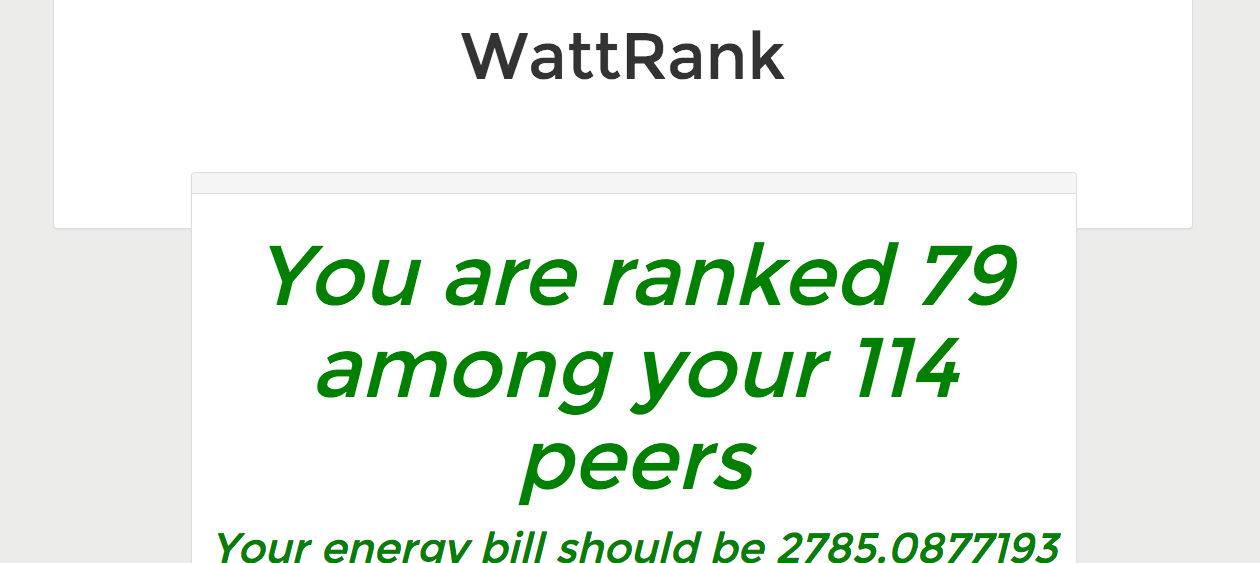 WattRank
You are ranked 79
among your 114
peers
Your energy bill should be 2785.0877193